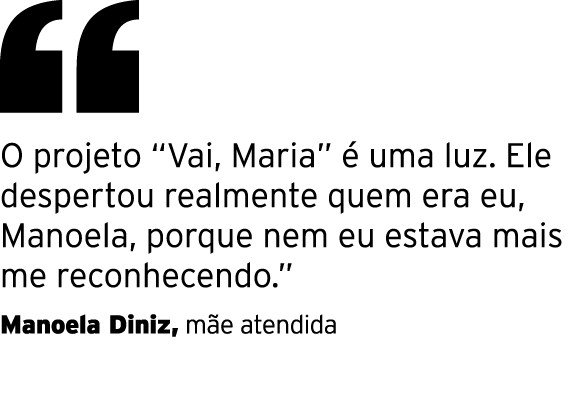 “
O projeto “Vai, Maria” é uma luz. Ele
despertou realmente quem era eu,
Manoela, porque nem eu estava mais
me reconhecendo.”
Manoela Diniz, mãe atendida